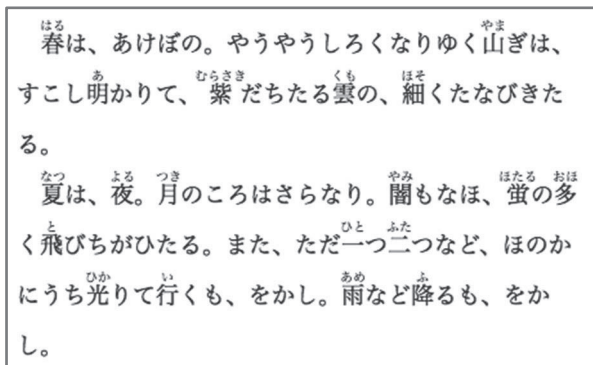 春は、あけぼの。やうやうしろくなりゆく山ぎは、
すこし明かりて、紫だちたる雲の、細くたなびきた
る。
夏は、夜。月のころはさらなり。闇もなほ、蛍の多
く飛びちがひたる。また、ただ一つ二つなど、ほのか
にうち光りて行くも、をかし。雨など降るも、をか
し。